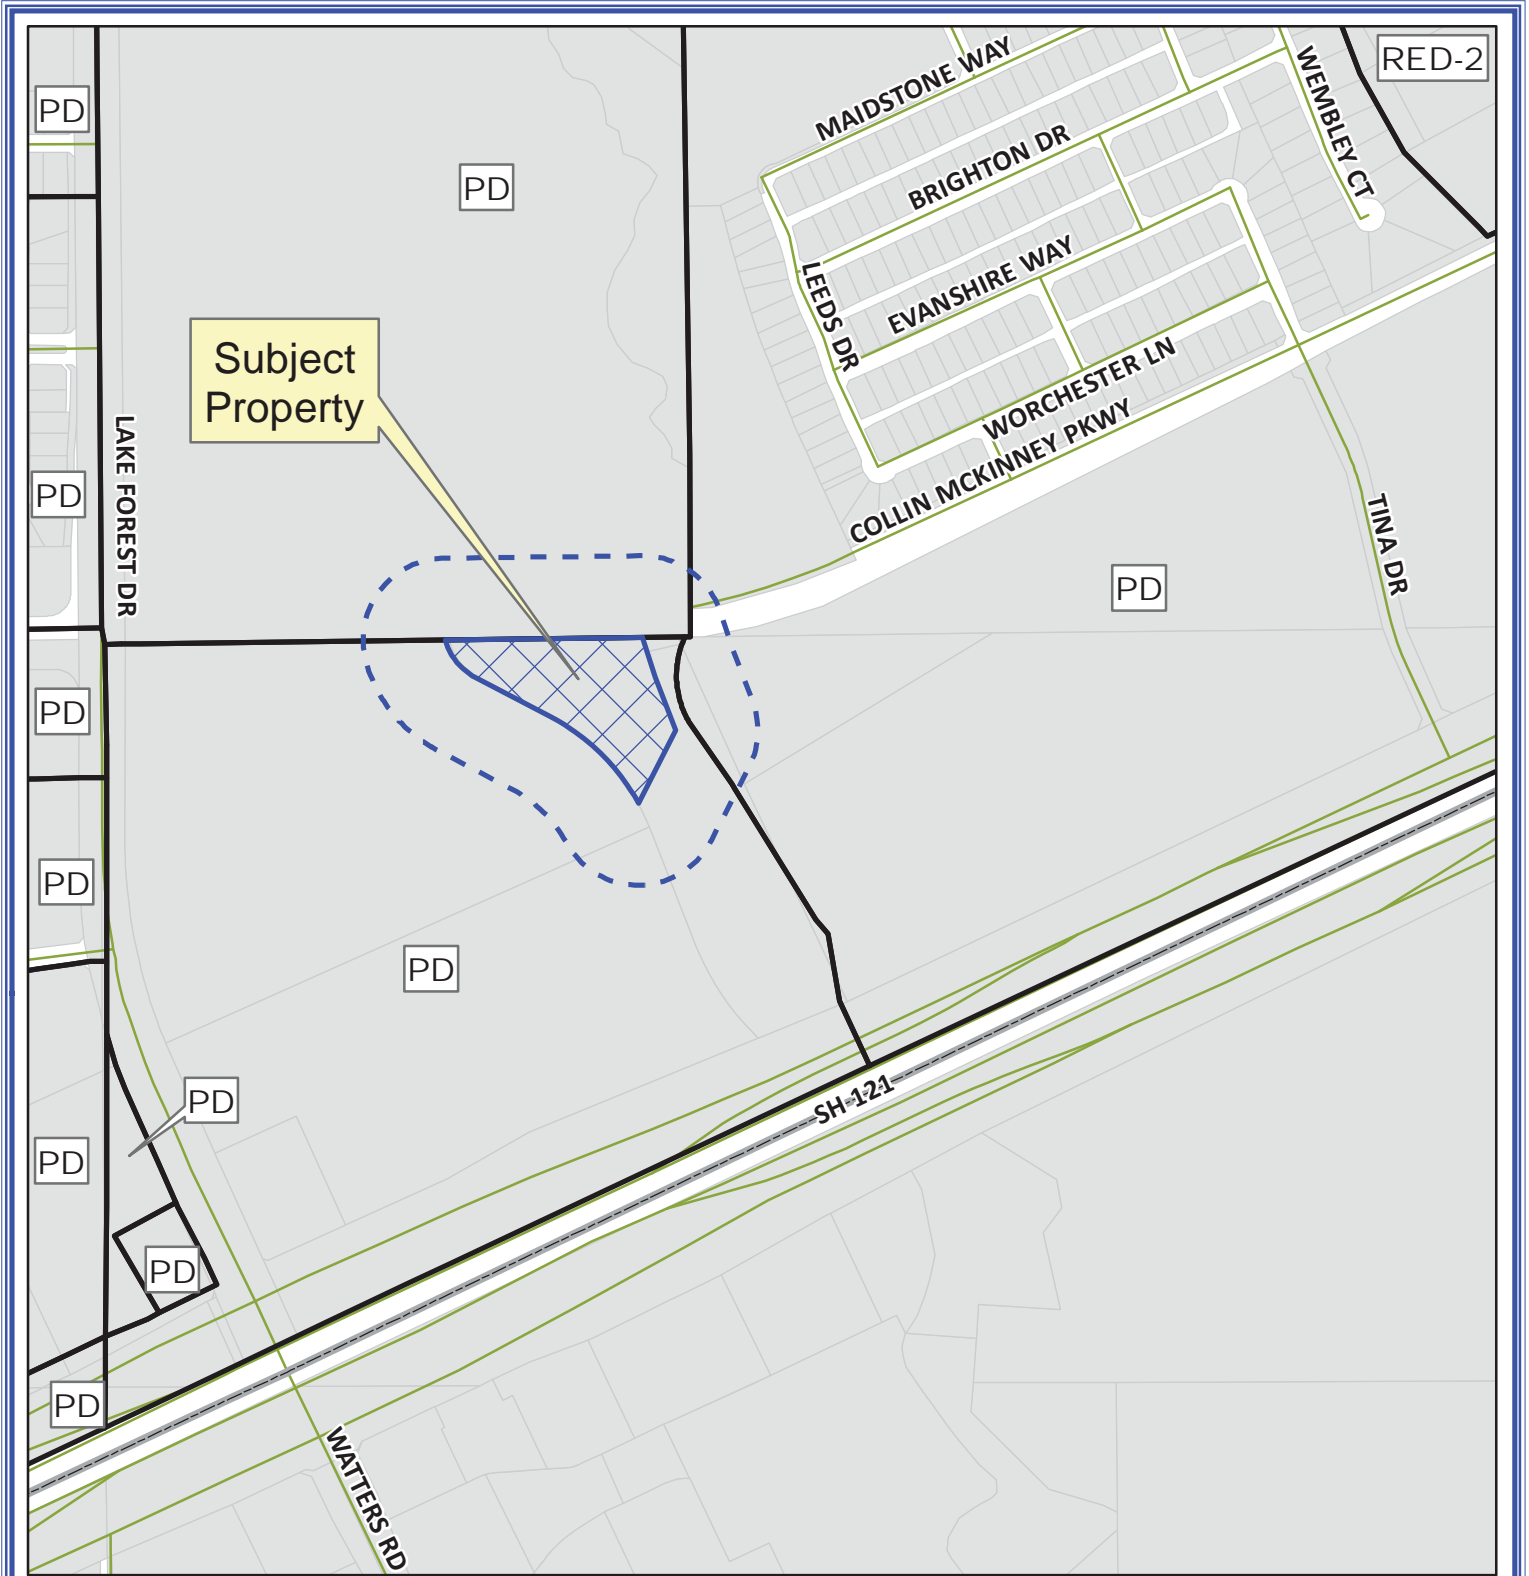 RED-2
MAIDSTONE WAY
WEMBLEY CT
PD
BRIGHTON DR
PD
EVANSHIRE WAY
LEEDS DR
Subject
Property
WORCHESTER LN
COLLIN MCKINNEY PKWY
LAKE FOREST DR
PD
TINA DR
PD
PD
PD
PD
PD
SH 121
PD
PD
PD
WATTERS RD